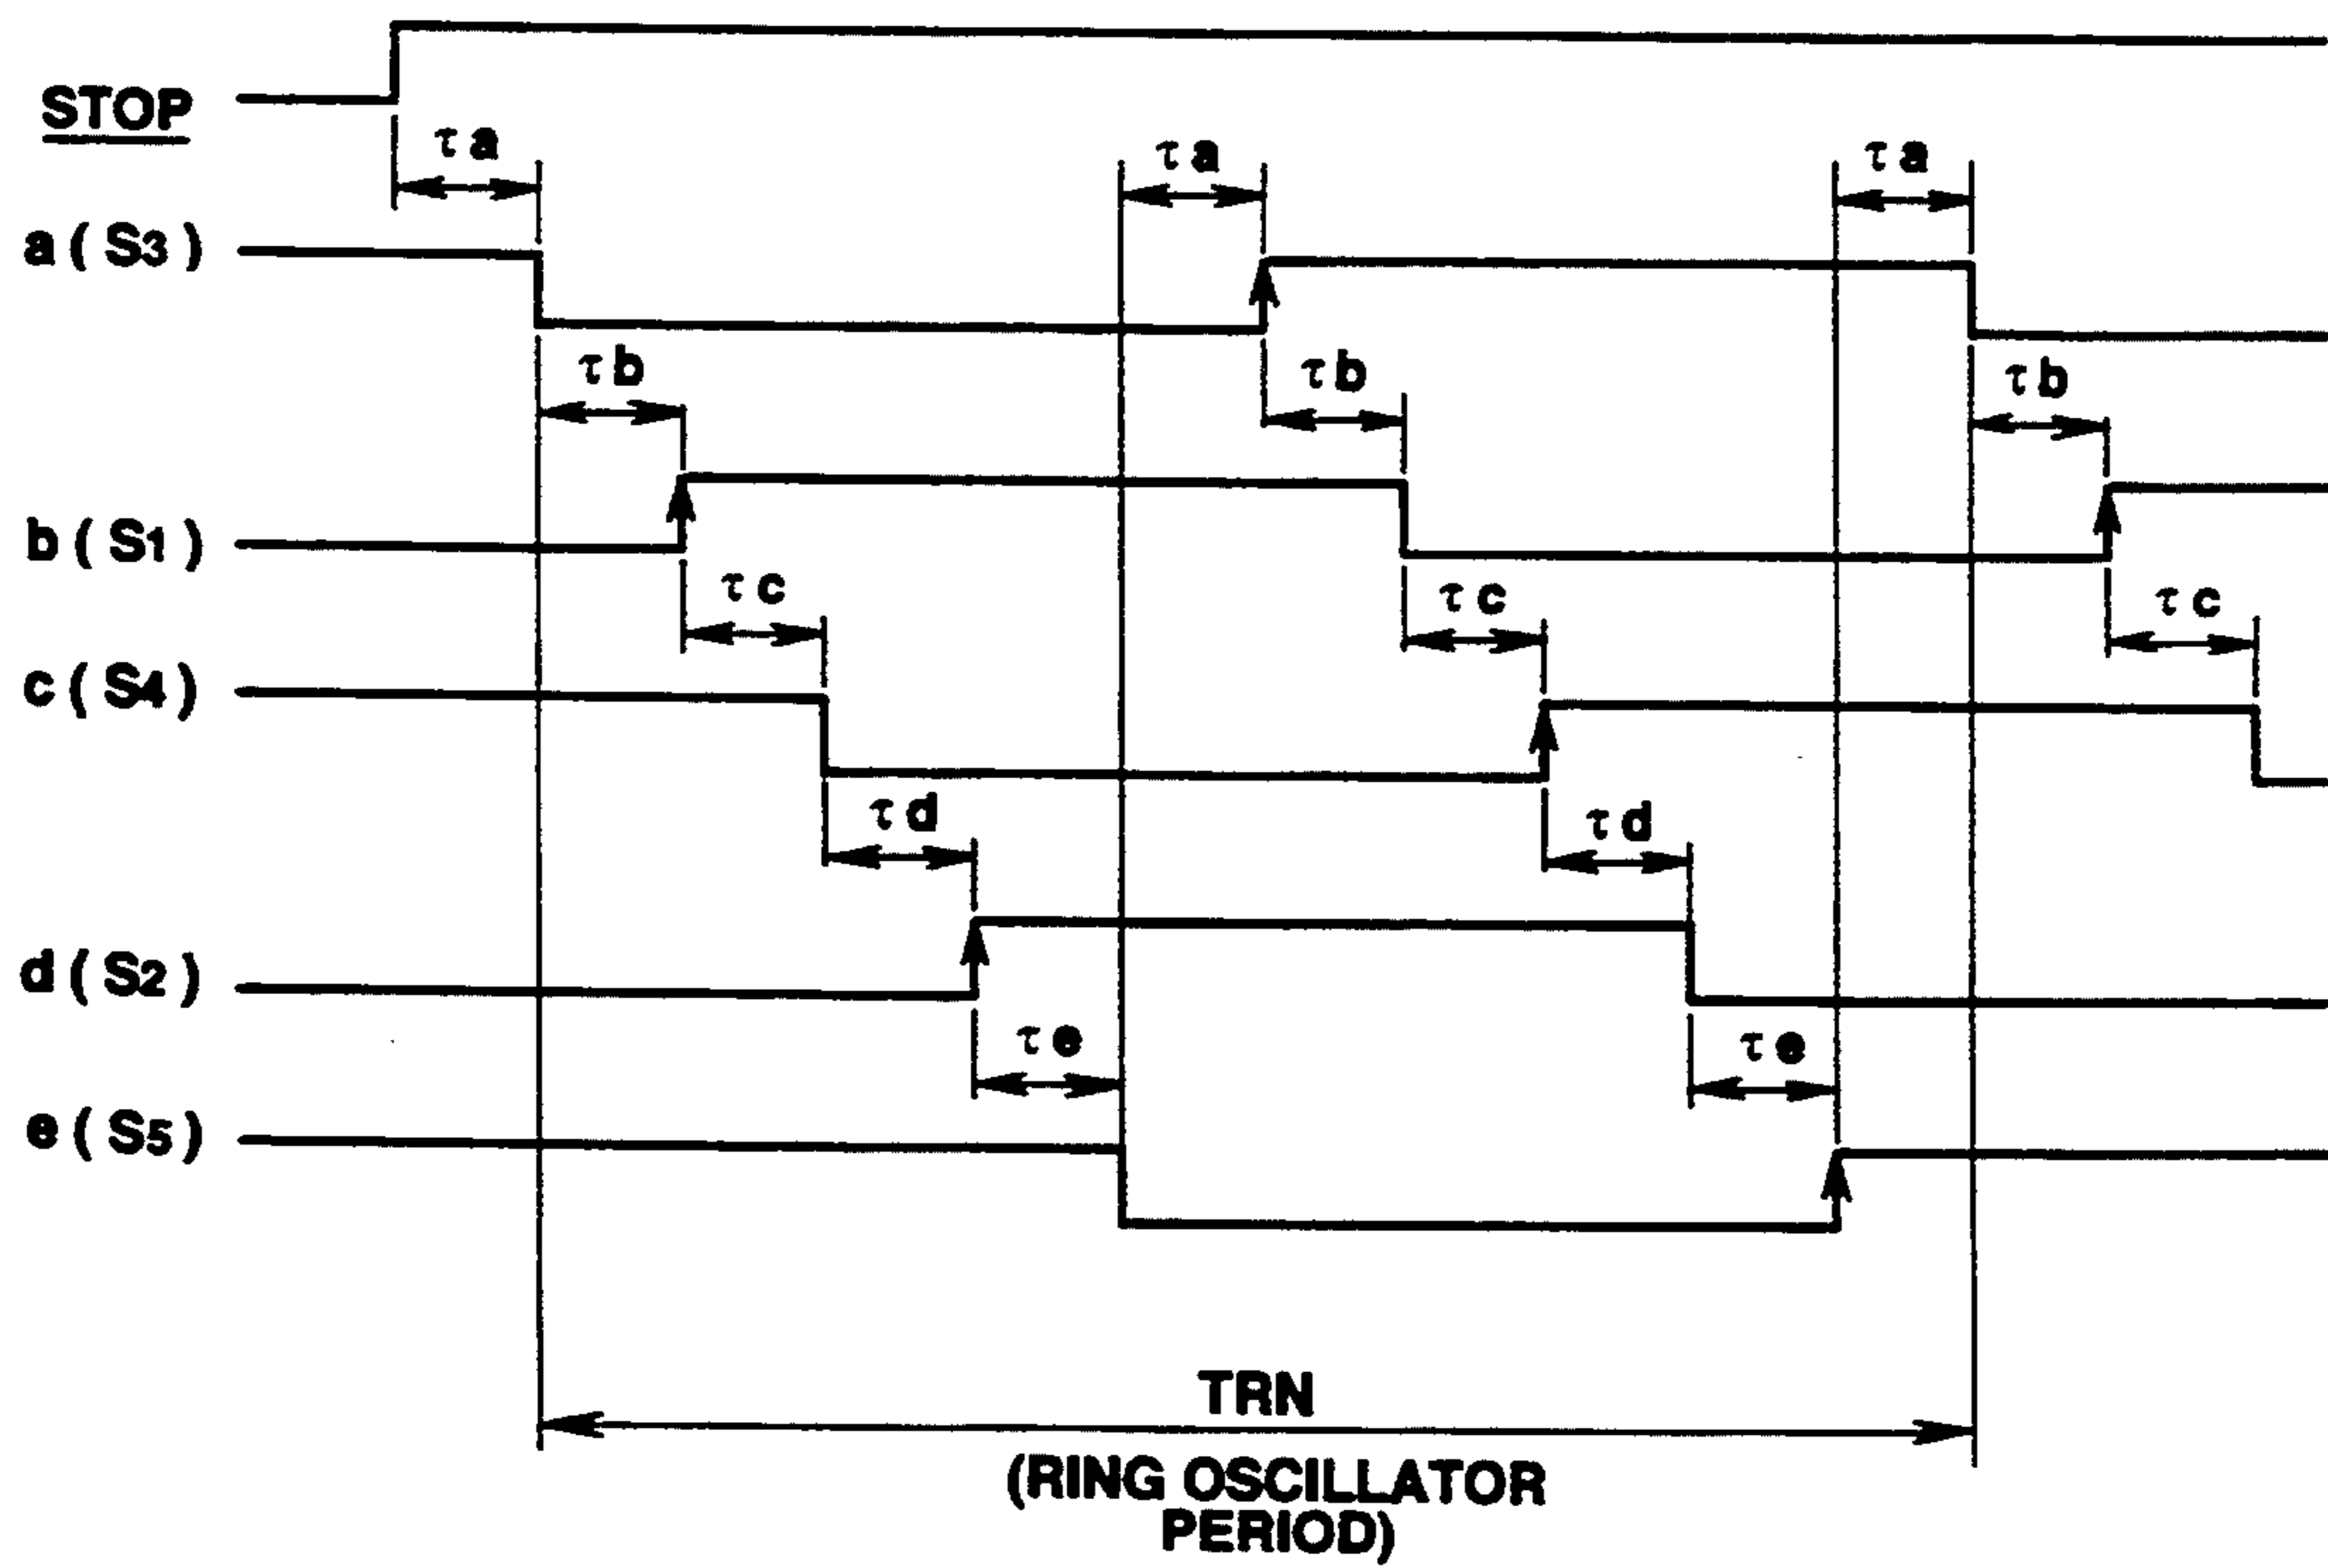 STOP
τa
τa
τa
a(S3)
τb
τb
τb
b(S1)
τc
τc
τc
c(S4)
τd
τd
d(S2)
τe
τe
e(S5)
TRN
(RING OSCILLATOR
PERIOD)